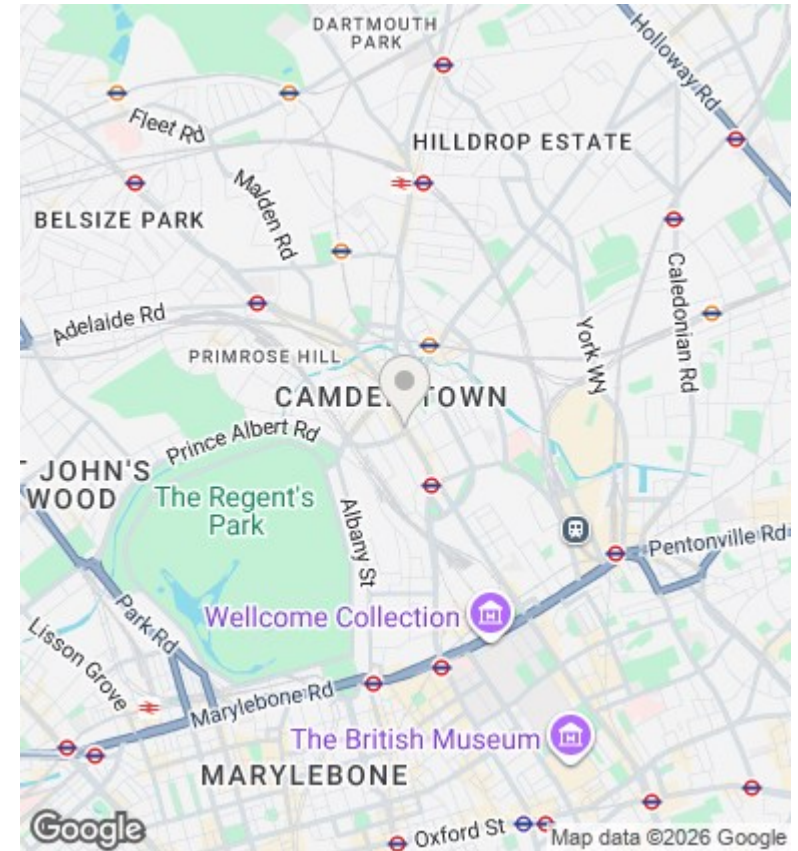 DARTMOUTH
PARK
Holloway Rd
Fleet Rd
HILLDROP ESTATE
Malden Rd
BELSIZE PARK
Caledonian Rd
Adelaide Rd
York Wy
PRIMROSE HILL
CAMDEN TOWN
Prince Albert Rd
T JOHN'S
WOOD
The Regent's
Park
Albany St
Pentonville Rd
Wellcome Collection
Park Rd
Lisson Grove
Marylebone Rd
The British Museum
MARYLEBONE
Oxford St
Google
Map data ©2026 Google